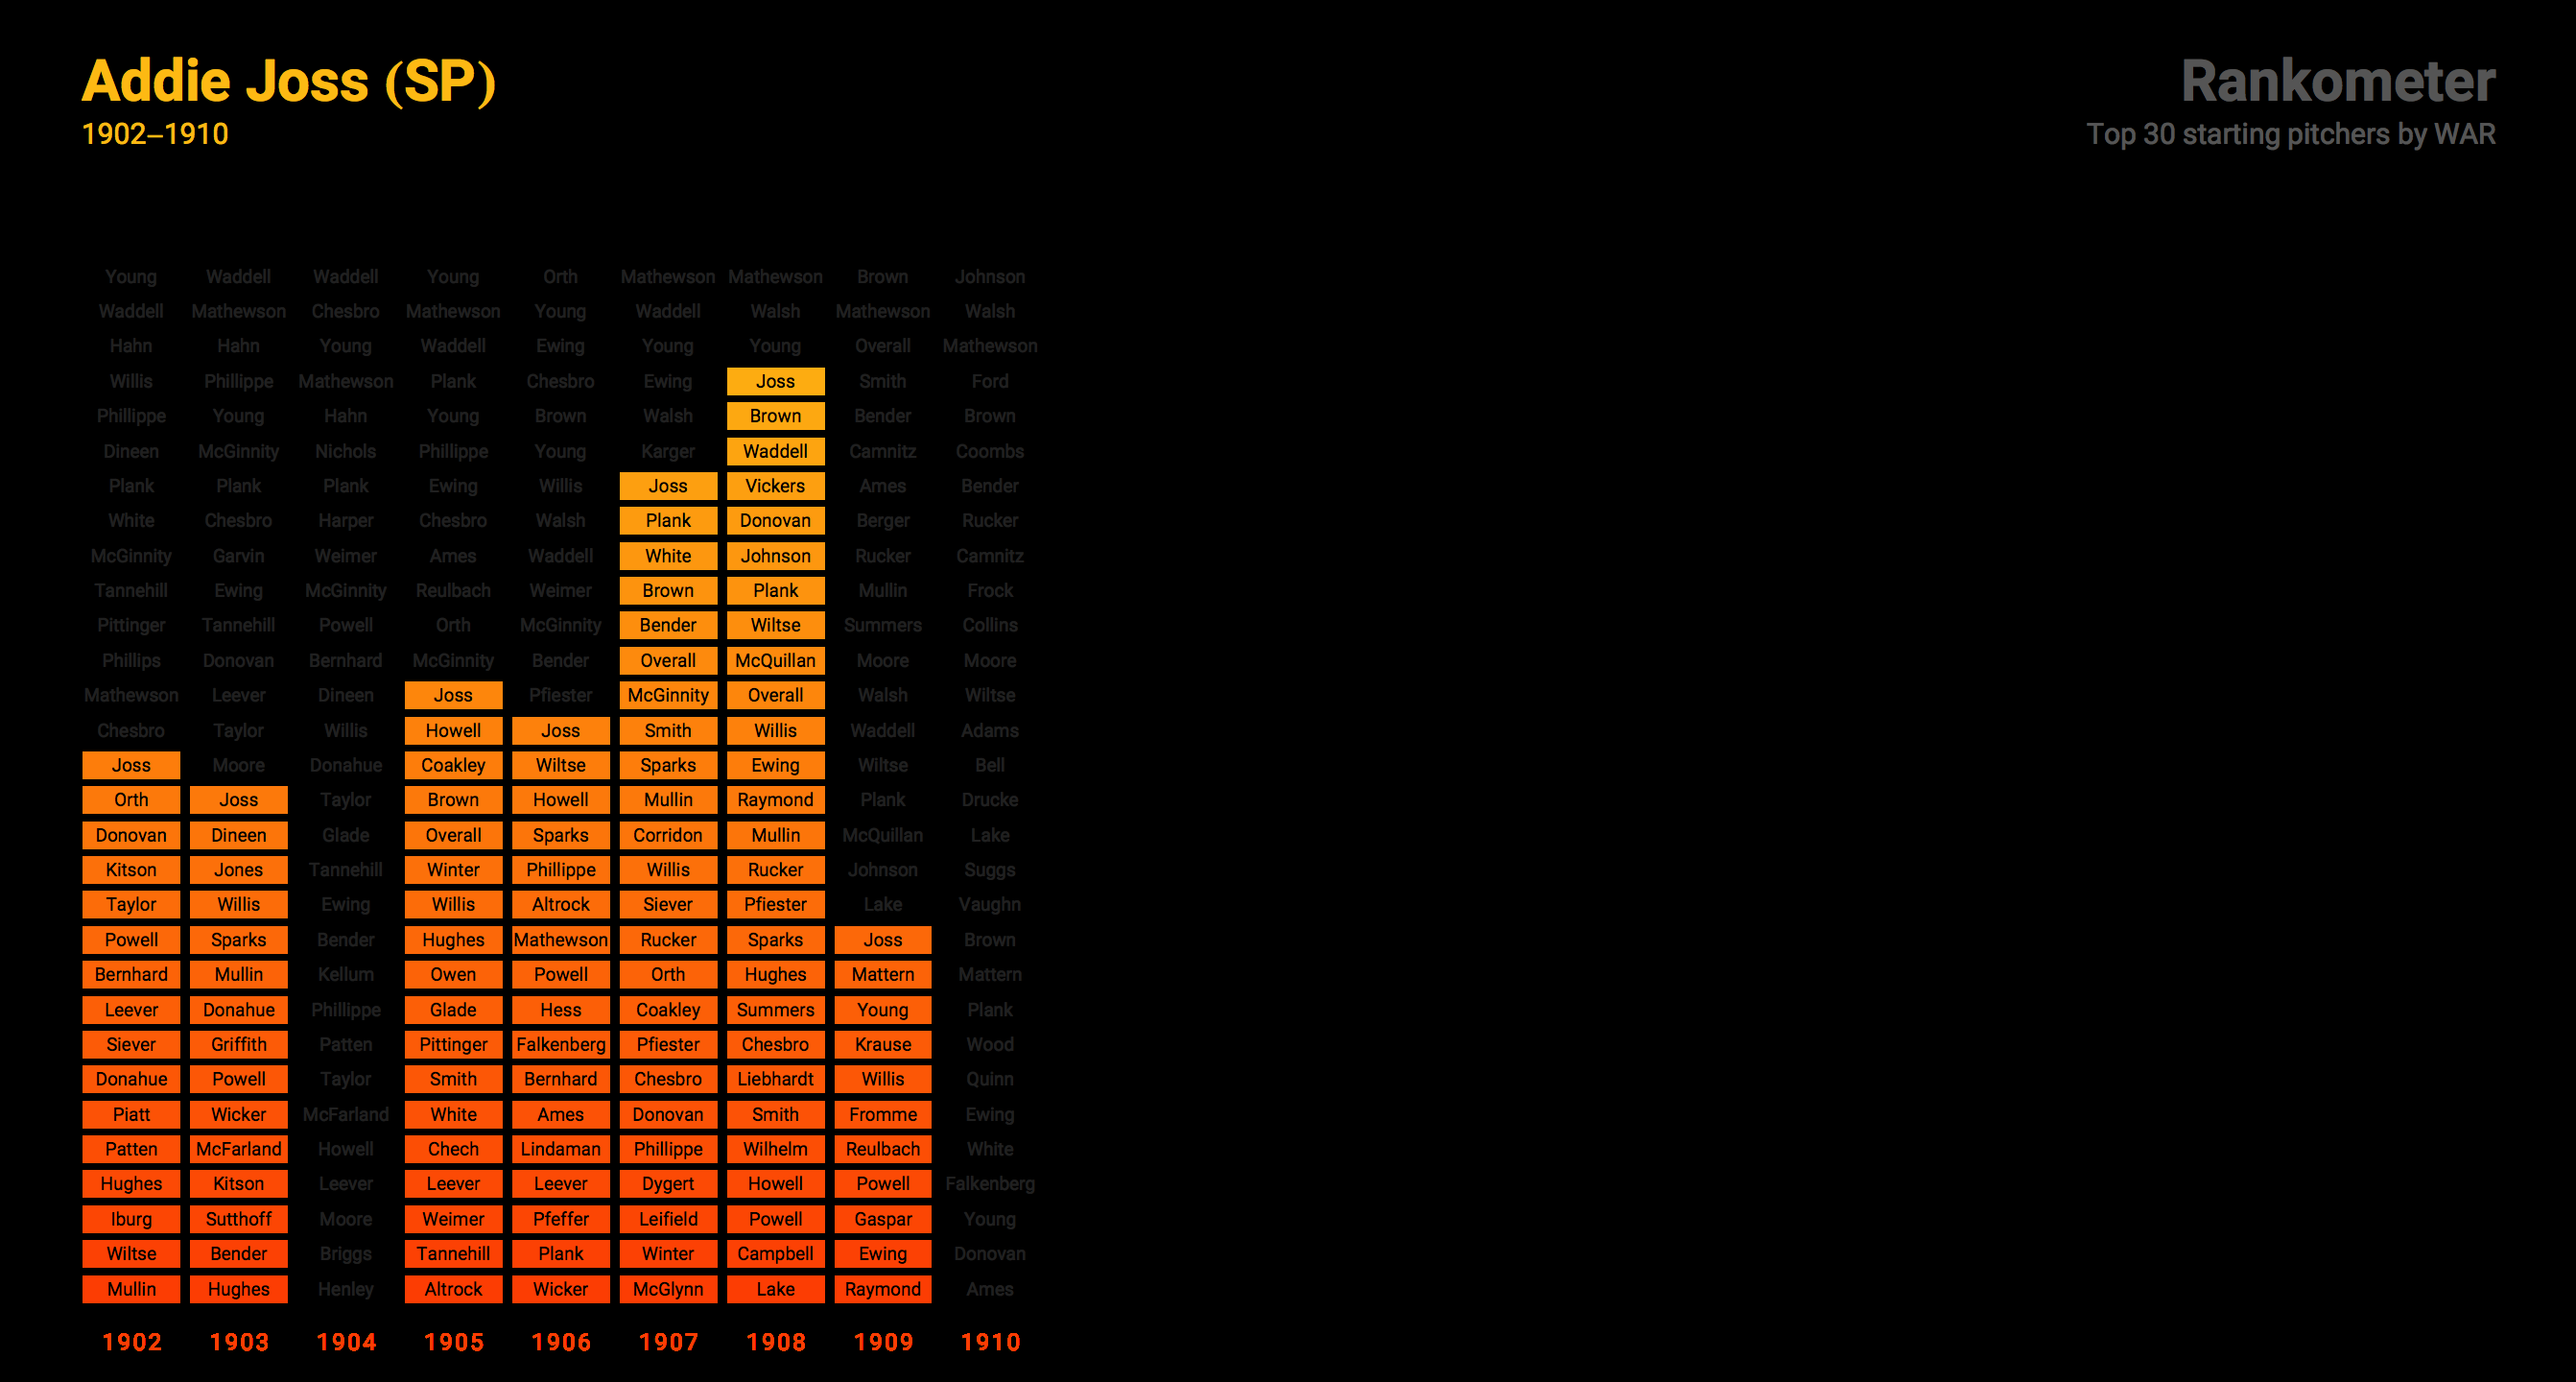 Addie Joss (SP)
1902–1910
Rankometer
Top 30 starting pitchers by WAR
Young Waddell Waddell Young Orth Mathewson Mathewson Brown Johnson
Waddell Mathewson Chesbro Mathewson Young Waddell Walsh Mathewson Walsh
Hahn Hahn Young Waddell Ewing Young Young Overall Mathewson
Willis Phillippe Mathewson Plank Chesbro Ewing Joss Smith Ford
Phillippe Young Hahn Young Brown Walsh Brown Bender Brown
Dineen McGinnity Nichols Phillippe Young Karger Waddell Camnitz Coombs
Plank Plank Plank Ewing Willis Joss Vickers Ames Bender
White Chesbro Harper Chesbro Walsh Plank Donovan Berger Rucker
McGinnity Garvin Weimer Ames Waddell White Johnson Rucker Camnitz
Tannehill Ewing McGinnity Reulbach Weimer Brown Plank Mullin Frock
Pittinger Tannehill Powell Orth McGinnity Bender Wiltse Summers Collins
Phillips Donovan Bernhard McGinnity Bender Overall McQuillan Moore Moore
Mathewson Leever Dineen Joss Pfiester McGinnity Overall Walsh Wiltse
Chesbro Taylor Willis Howell Joss Smith Willis Waddell Adams
Joss Moore Donahue Coakley Wiltse Sparks Ewing Wiltse Bell
Orth Joss Taylor Brown Howell Mullin Raymond Plank Drucke
Donovan Dineen Glade Overall Sparks Corridon Mullin McQuillan Lake
Kitson Jones Tannehill Winter Phillippe Willis Rucker Johnson Suggs
Taylor Willis Ewing Willis Altrock Siever Pfiester Lake Vaughn
Powell Sparks Bender Hughes Mathewson Rucker Sparks Joss Brown
Bernhard Mullin Kellum Owen Powell Orth Hughes Mattern Mattern
Leever Donahue Phillippe Glade Hess Coakley Summers Young Plank
Siever Griffith Patten Pittinger Falkenberg Pfiester Chesbro Krause Wood
Donahue Powell Taylor Smith Bernhard Chesbro Liebhardt Willis Quinn
Piatt Wicker McFarland White Ames Donovan Smith Fromme Ewing
Patten McFarland Howell Chech Lindaman Phillippe Wilhelm Reulbach White
Hughes Kitson Leever Leever Leever Dygert Howell Powell Falkenberg
Iburg Sutthoff Moore Weimer Pfeffer Leifield Powell Gaspar Young
Wiltse Bender Briggs Tannehill Plank Winter Campbell Ewing Donovan
Mullin Hughes Henley Altrock Wicker McGlynn Lake Raymond Ames
1902 1903 1904 1905 1906 1907 1908 1909 1910